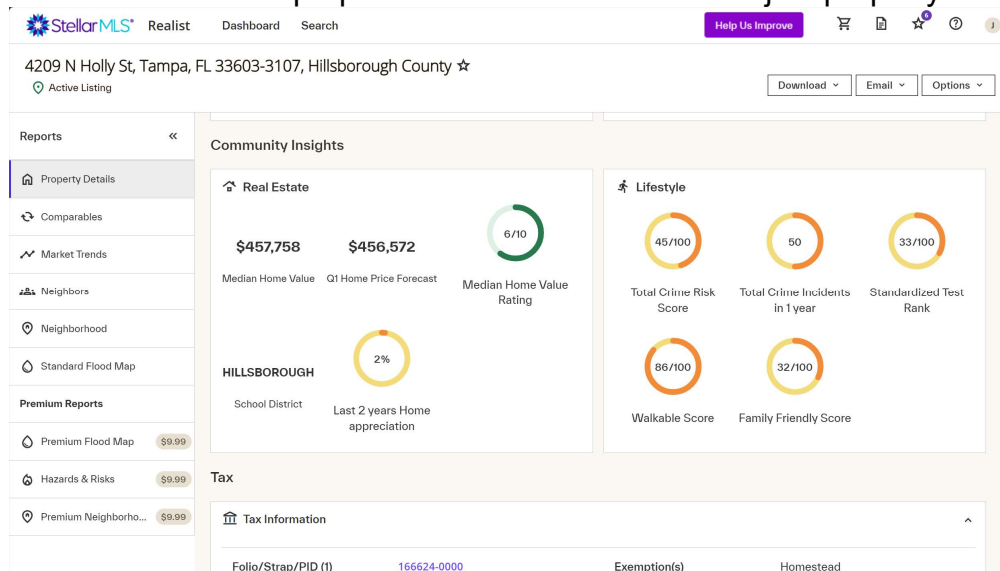 StellarMLS® Realist Dashboard Search Help Us Improve 6 J
4209 N Holly St, Tampa, FL 33603-3107, Hillsborough County
Active Listing
Download Email Options
Reports «
Property Details
Comparables
Market Trends
Neighbors
Neighborhood
Standard Flood Map
Premium Reports
Premium Flood Map $9.99
Hazards & Risks $9.99
Premium Neighborho... $9.99
Community Insights
Real Estate
$457,758
Median Home Value
$456,572
Q1 Home Price Forecast
6/10
Median Home Value
Rating
HILLSBOROUGH
School District
2%
Last 2 years Home
appreciation
Lifestyle
45/100
Total Crime Risk
Score
50
Total Crime Incidents
in 1 year
33/100
Standardized Test
Rank
86/100
Walkable Score
32/100
Family Friendly Score
Tax
Tax Information
Folio/Strap/PID (1) 166624-0000 Exemption(s) Homestead